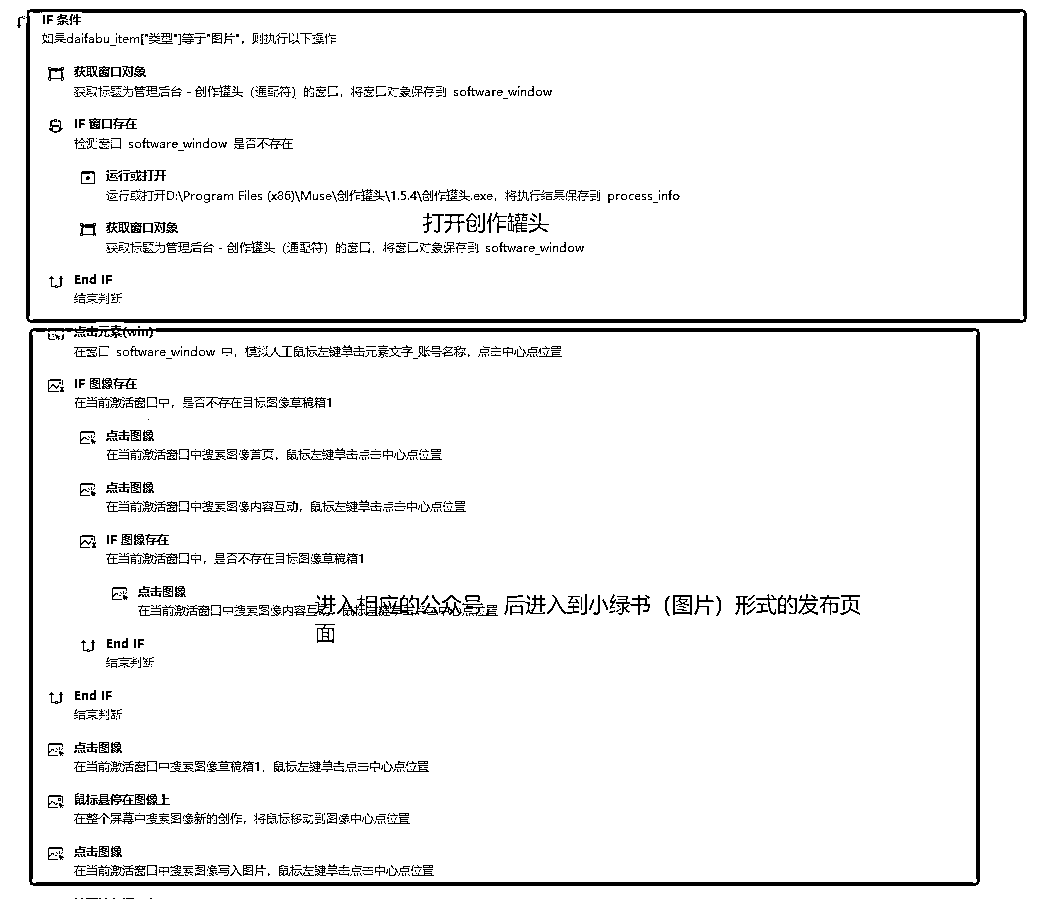 IF 条件
如果daifabu_item["类型"]等于"图片"，则执行以下操作
获取窗口对象
获取标题为管理后台 - 创作罐头（通配符）的窗口，将窗口对象保存到 software_window
IF 窗口存在
检测窗口 software_window 是否不存在
运行或打开
运行或打开D:\Program Files (x86)\Muse\创作罐头\1.5.4\创作罐头.exe，将执行结果保存到 process_info
打开创作罐头
获取窗口对象
获取标题为管理后台 - 创作罐头（通配符）的窗口，将窗口对象保存到 software_window
End IF
结束判断
点击元素(win)
在窗口 software_window 中，模拟人工鼠标左键单击元素文字_账号名称，点击中心点位置
IF 图像存在
在当前激活窗口中，是否不存在目标图像草稿箱1
点击图像
在当前激活窗口中搜索图像首页，鼠标左键单击点击中心点位置
点击图像
在当前激活窗口中搜索图像内容互动，鼠标左键单击点击中心点位置
IF 图像存在
在当前激活窗口中，是否不存在目标图像草稿箱1
点击图像
在当前激活窗口中搜索图像内容互动，鼠标左键单击点击中心点位置
进入相应的公众号，后进入到小绿书（图片）形式的发布页
面
End IF
结束判断
End IF
结束判断
点击图像
在当前激活窗口中搜索图像草稿箱1，鼠标左键单击点击中心点位置
鼠标悬停在图像上
在整个屏幕中搜索图像新的创作，将鼠标移动到图像中心点位置
点击图像
在当前激活窗口中搜索图像写入图片，鼠标左键单击点击中心点位置